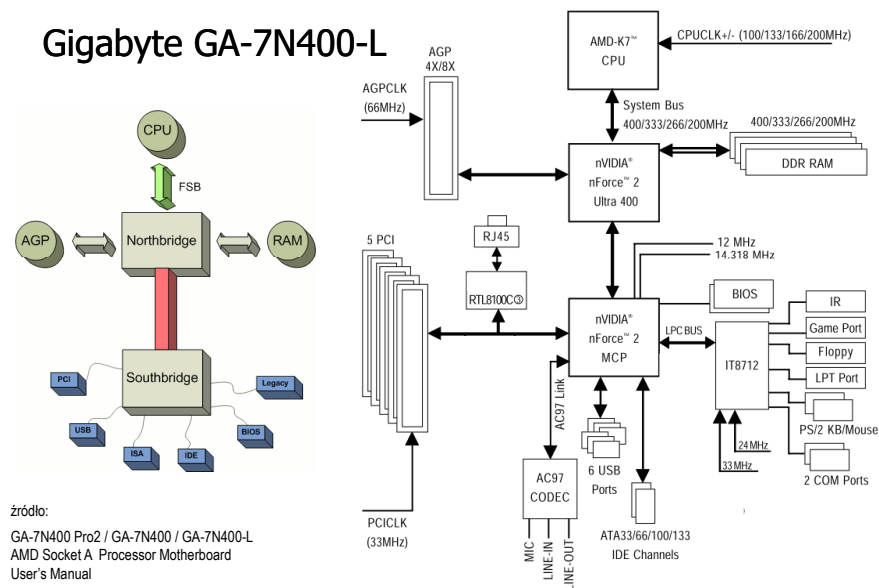 Gigabyte GA-7N400-L
CPU
FSB
AGP
Northbridge
RAM
Southbridge
PCI
USB
ISA
IDE
BIOS
Legacy
źródło:
GA-7N400 Pro2 / GA-7N400 / GA-7N400-L
AMD Socket A Processor Motherboard
User's Manual
AGP
4X/8X
AGPCLK
(66MHz)
AMD-K7™
CPU
CPUCLK+/- (100/133/166/200MHz)
System Bus
400/333/266/200MHz
400/333/266/200MHz
DDR RAM
nVIDIA®
nForce™ 2
Ultra 400
5 PCI
RJ45
RTL8100C③
12 MHz
14.318 MHz
BIOS
nVIDIA®
nForce™ 2
MCP
LPC BUS
IT8712
IR
Game Port
Floppy
LPT Port
PS/2 KB/Mouse
2 COM Ports
24 MHz
33 MHz
AC97 Link
6 USB
Ports
AC97
CODEC
MIC
LINE-IN
LINE-OUT
ATA33/66/100/133
IDE Channels
PCICLK
(33MHz)
)